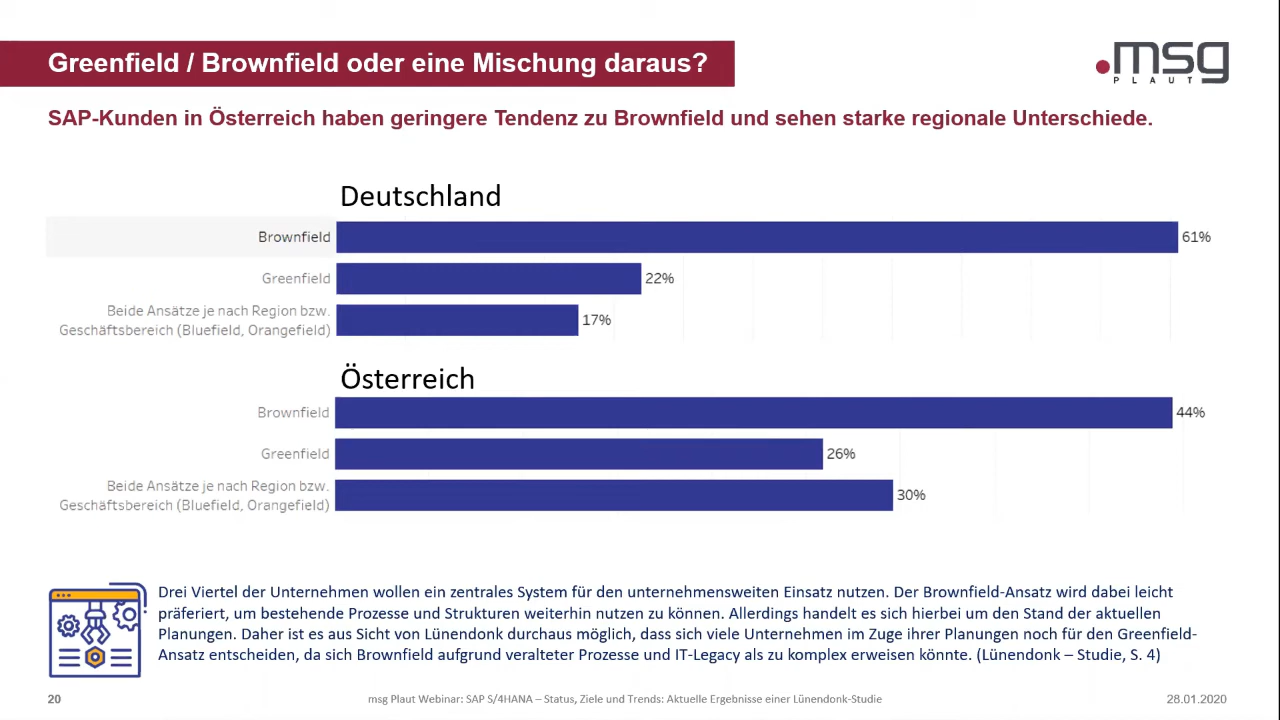 Greenfield / Brownfield oder eine Mischung daraus?
msg
PLAUT
SAP-Kunden in Österreich haben geringere Tendenz zu Brownfield und sehen starke regionale Unterschiede.
Deutschland
Brownfield 61%
Greenfield 22%
Beide Ansätze je nach Region bzw.
Geschäftsbereich (Bluefield, Orangefield) 17%
Österreich
Brownfield 44%
Greenfield 26%
Beide Ansätze je nach Region bzw.
Geschäftsbereich (Bluefield, Orangefield) 30%
Drei Viertel der Unternehmen wollen ein zentrales System für den unternehmensweiten Einsatz nutzen. Der Brownfield-Ansatz wird dabei leicht
präferiert, um bestehende Prozesse und Strukturen weiterhin nutzen zu können. Allerdings handelt es sich hierbei um den Stand der aktuellen
Planungen. Daher ist es aus Sicht von Lünendonk durchaus möglich, dass sich viele Unternehmen im Zuge ihrer Planungen noch für den Greenfield-
Ansatz entscheiden, da sich Brownfield aufgrund veralteter Prozesse und IT-Legacy als zu komplex erweisen könnte. (Lünendonk – Studie, S. 4)
20
msg Plaut Webinar: SAP S/4HANA – Status, Ziele und Trends: Aktuelle Ergebnisse einer Lünendonk-Studie
28.01.2020